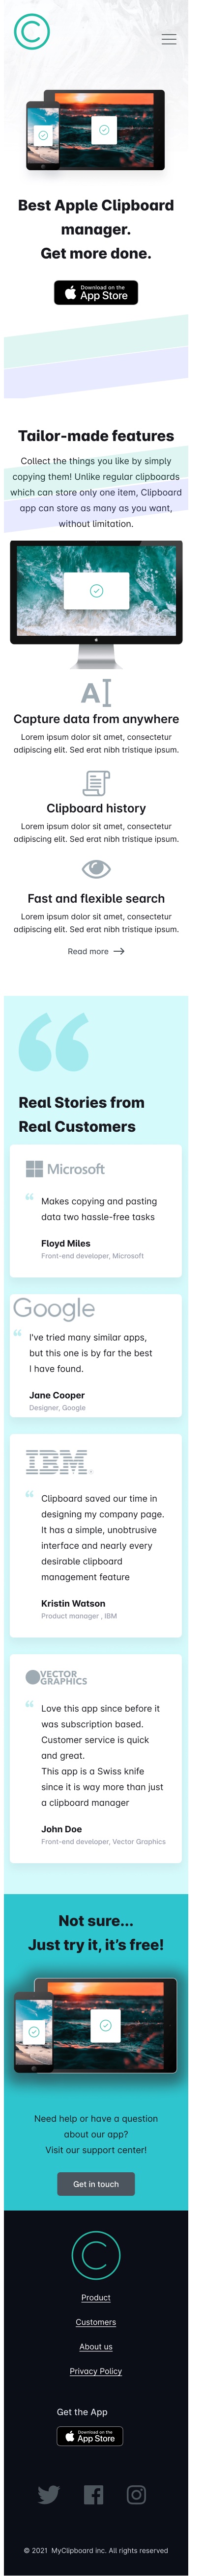 Best Apple Clipboard
manager.
Get more done.
Download on the
App Store
Tailor-made features
Collect the things you like by simply
copying them! Unlike regular clipboards
which can store only one item, Clipboard
app can store as many as you want,
without limitation.
A
Capture data from anywhere
Lorem ipsum dolor sit amet, consectetur
adipiscing elit. Sed erat nibh tristique ipsum.
Clipboard history
Lorem ipsum dolor sit amet, consectetur
adipiscing elit. Sed erat nibh tristique ipsum.
Fast and flexible search
Lorem ipsum dolor sit amet, consectetur
adipiscing elit. Sed erat nibh tristique ipsum.
Read more
Real Stories from
Real Customers
Microsoft
Makes copying and pasting
data two hassle-free tasks
Floyd Miles
Front-end developer, Microsoft
Google
I've tried many similar apps,
but this one is by far the best
I have found.
Jane Cooper
Designer, Google
IBM
Clipboard saved our time in
designing my company page.
It has a simple, unobtrusive
interface and nearly every
desirable clipboard
management feature
Kristin Watson
Product manager , IBM
VECTOR
GRAPHICS
Love this app since before it
was subscription based.
Customer service is quick
and great.
This app is a Swiss knife
since it is way more than just
a clipboard manager
John Doe
Front-end developer, Vector Graphics
Not sure...
Just try it, it's free!
Need help or have a question
about our app?
Visit our support center!
Get in touch
C
Product
Customers
About us
Privacy Policy
Get the App
Download on the
App Store
© 2021 MyClipboard inc. All rights reserved